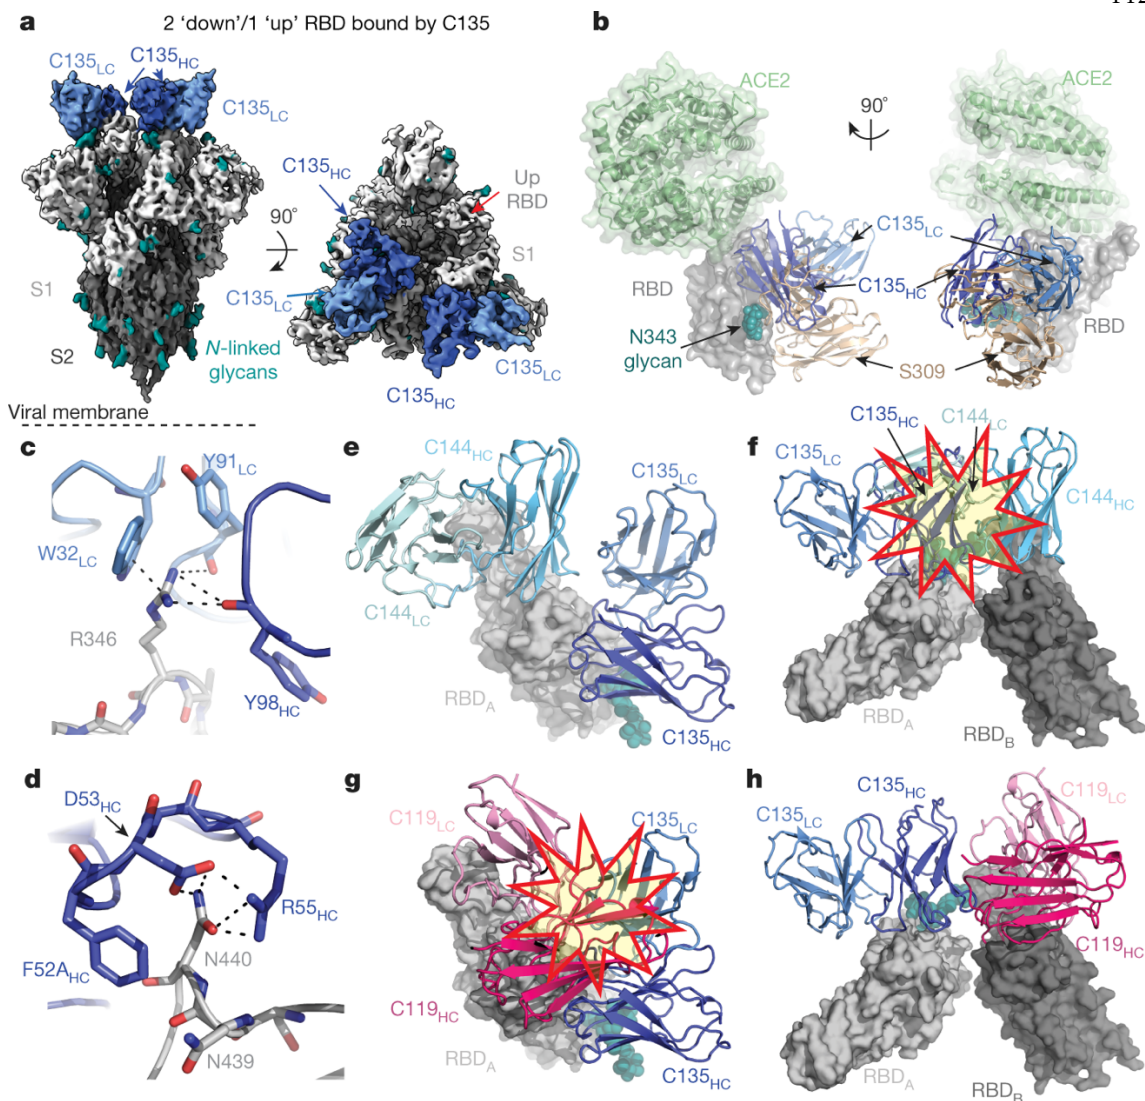 a
2 ‘down’/1 ‘up’ RBD bound by C135
C135LC
C135HC
C135LC
C135HC
Up
RBD
90°
S1
S1
C135LC
S2
N-linked
glycans
C135LC
C135HC
Viral membrane
b
ACE2
90°
ACE2
C135LC
RBD
C135HC
N343
glycan
RBD
S309
c
Y91LC
W32LC
R346
Y98HC
d
D53HC
R55HC
F52AHC
N440
N439
e
C144HC
C135LC
C144LC
RBDA
C135HC
f
C135HC
C144LC
C135LC
C144HC
RBDA
RBDB
g
C119LC
C135LC
C119HC
RBDA
C135HC
h
C135HC
C119LC
C135LC
C119HC
RBDA
RBDB